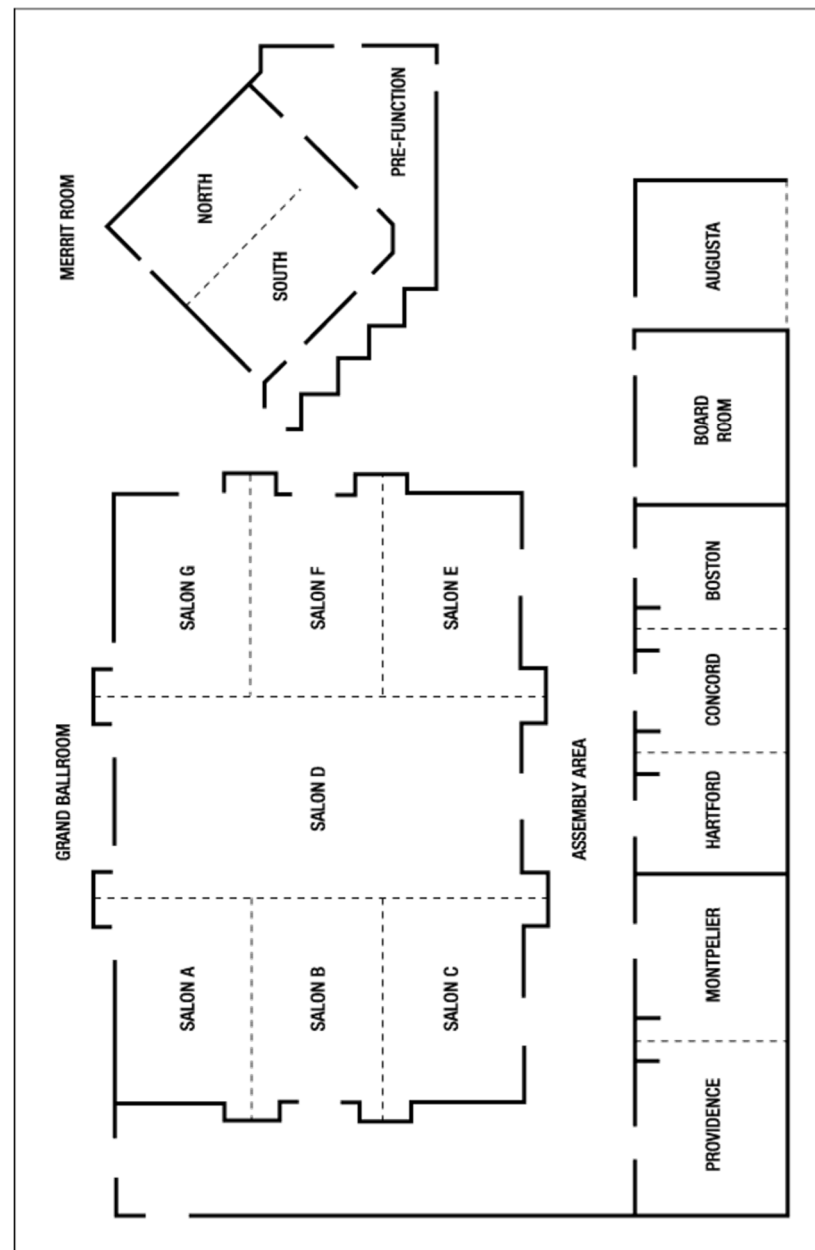 MERRIT ROOM
NORTH
SOUTH
PRE-FUNCTION
GRAND BALLROOM
SALON A
SALON B
SALON C
SALON D
SALON G
SALON F
SALON E
ASSEMBLY AREA
PROVIDENCE
MONTPELIER
HARTFORD
CONCORD
BOSTON
BOARD
ROOM
AUGUSTA